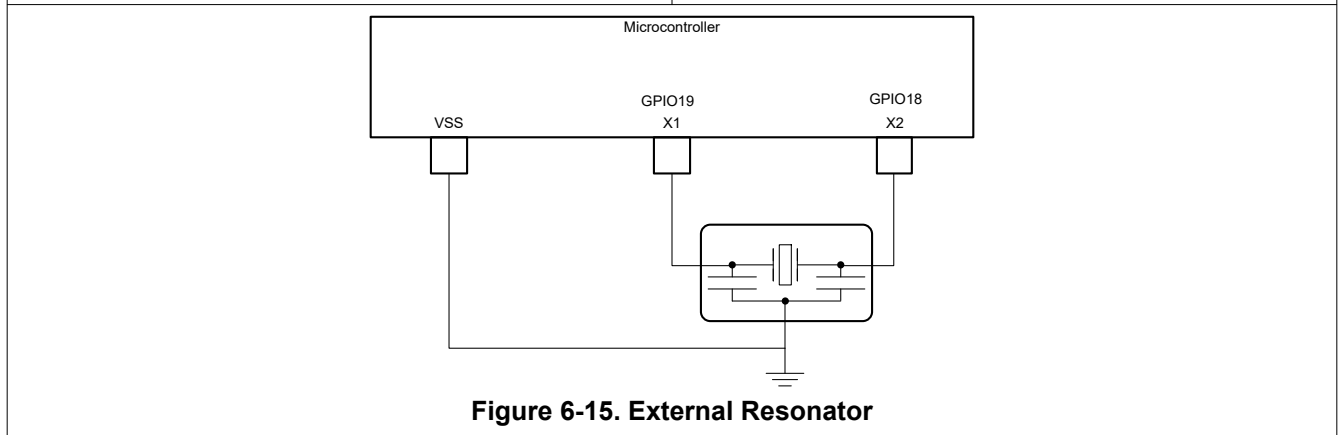 Microcontroller
GPIO19 GPIO18
VSS X1 X2
Figure 6-15. External Resonator